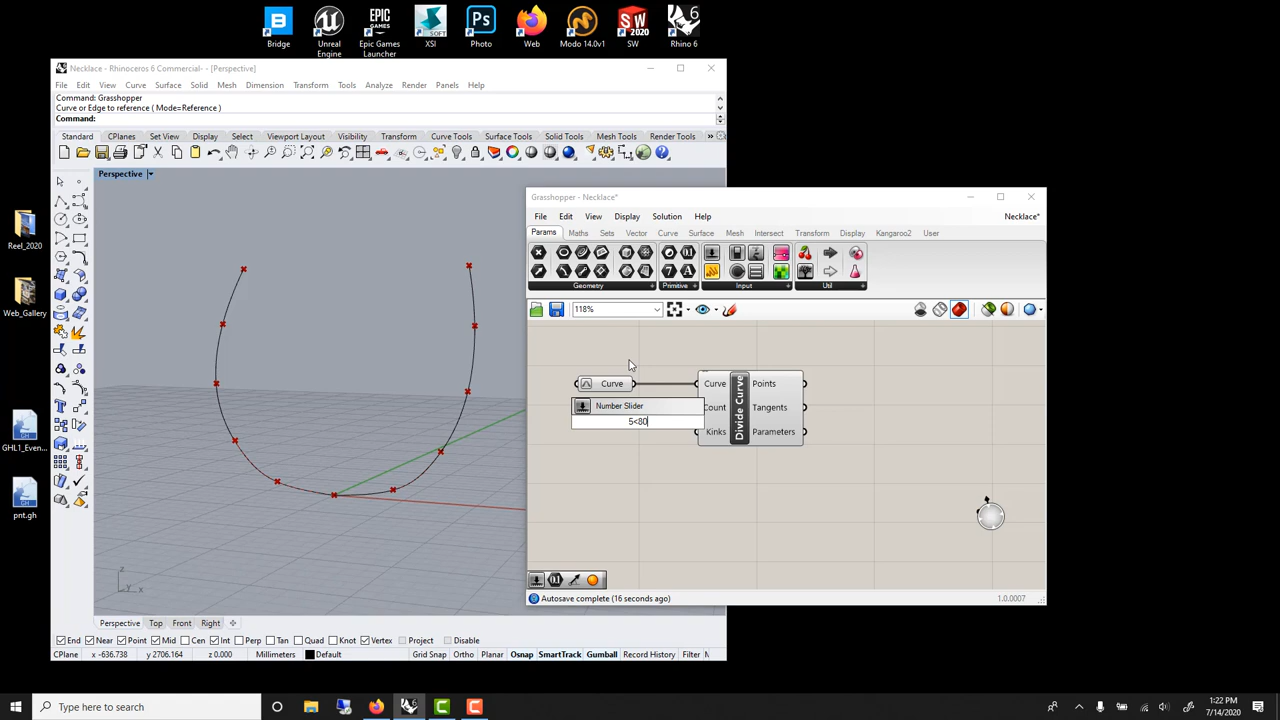 Bridge
Unreal
Engine
Epic Games
Launcher
XSI
Photo
Web
Modo 14.0v1
SW
Rhino 6
EPIC
GAMES
SOFT
Ps
SW
2020
Necklace - Rhinoceros 6 Commercial- - [Perspective]
File Edit View Curve Surface Solid Mesh Dimension Transform Tools Analyze Render Panels Help
Command: Grasshopper
Curve or Edge to reference ( Mode=Reference )
Command:
Standard CPlanes Set View Display Select Viewport Layout Visibility Transform Curve Tools Surface Tools Solid Tools Mesh Tools Render Tools
Perspective
z
y
x
Perspective Top Front Right
End Near Point Mid Cen Int Perp Tan Quad Knot Vertex Project Disable
CPlane x -636.738 y 2706.164 z 0.000 Millimeters Default Grid Snap Ortho Planar Osnap SmartTrack Gumball Record History Filter
Reel_2020
Web_Gallery
GHL1_Even...
pnt.gh
Grasshopper - Necklace*
File Edit View Display Solution Help Necklace*
Params Maths Sets Vector Curve Surface Mesh Intersect Transform Display Kangaroo2 User
Geometry Primitive Input Util
118%
Curve
Number Slider
5<80
Curve
Count
Kinks
Divide Curve
Points
Tangents
Parameters
Autosave complete (16 seconds ago)
1.0.0007
Type here to search
1:22 PM
7/14/2020